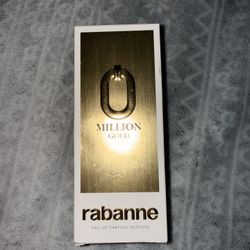 MILLION
GOLD
rabanne
EAU DE PARFUM INTENSE